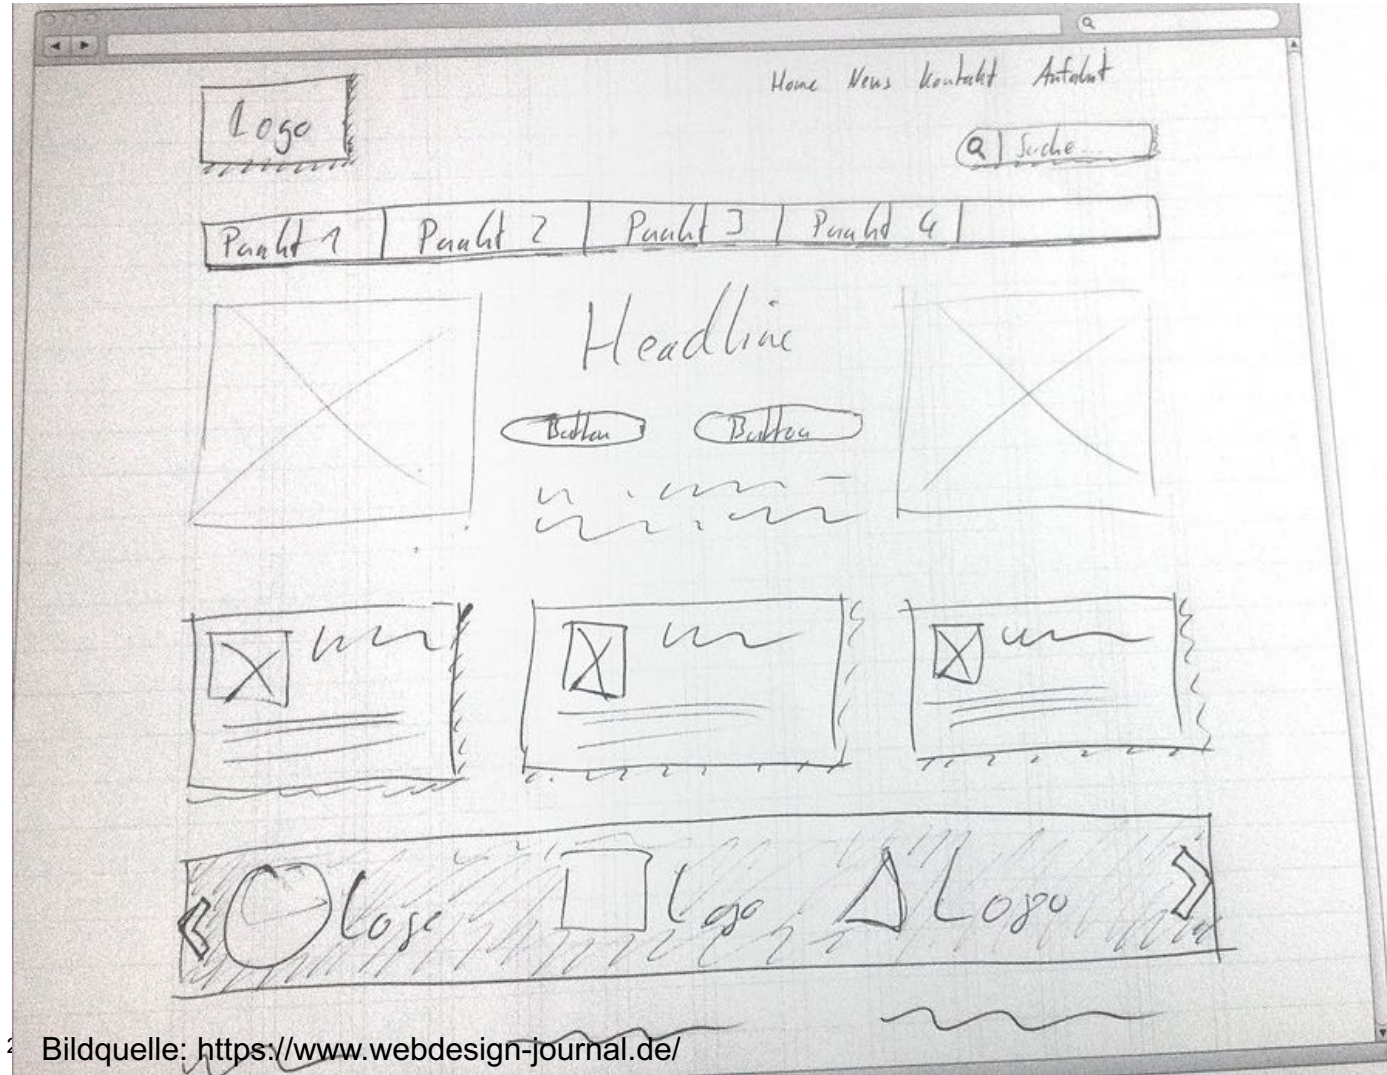 Home News Kontakt Anfahrt
Logo
Suche...
Punkt 1 Punkt 2 Punkt 3 Punkt 4
Headline
Button Button
Logo Logo Logo
2
Bildquelle: https://www.webdesign-journal.de/